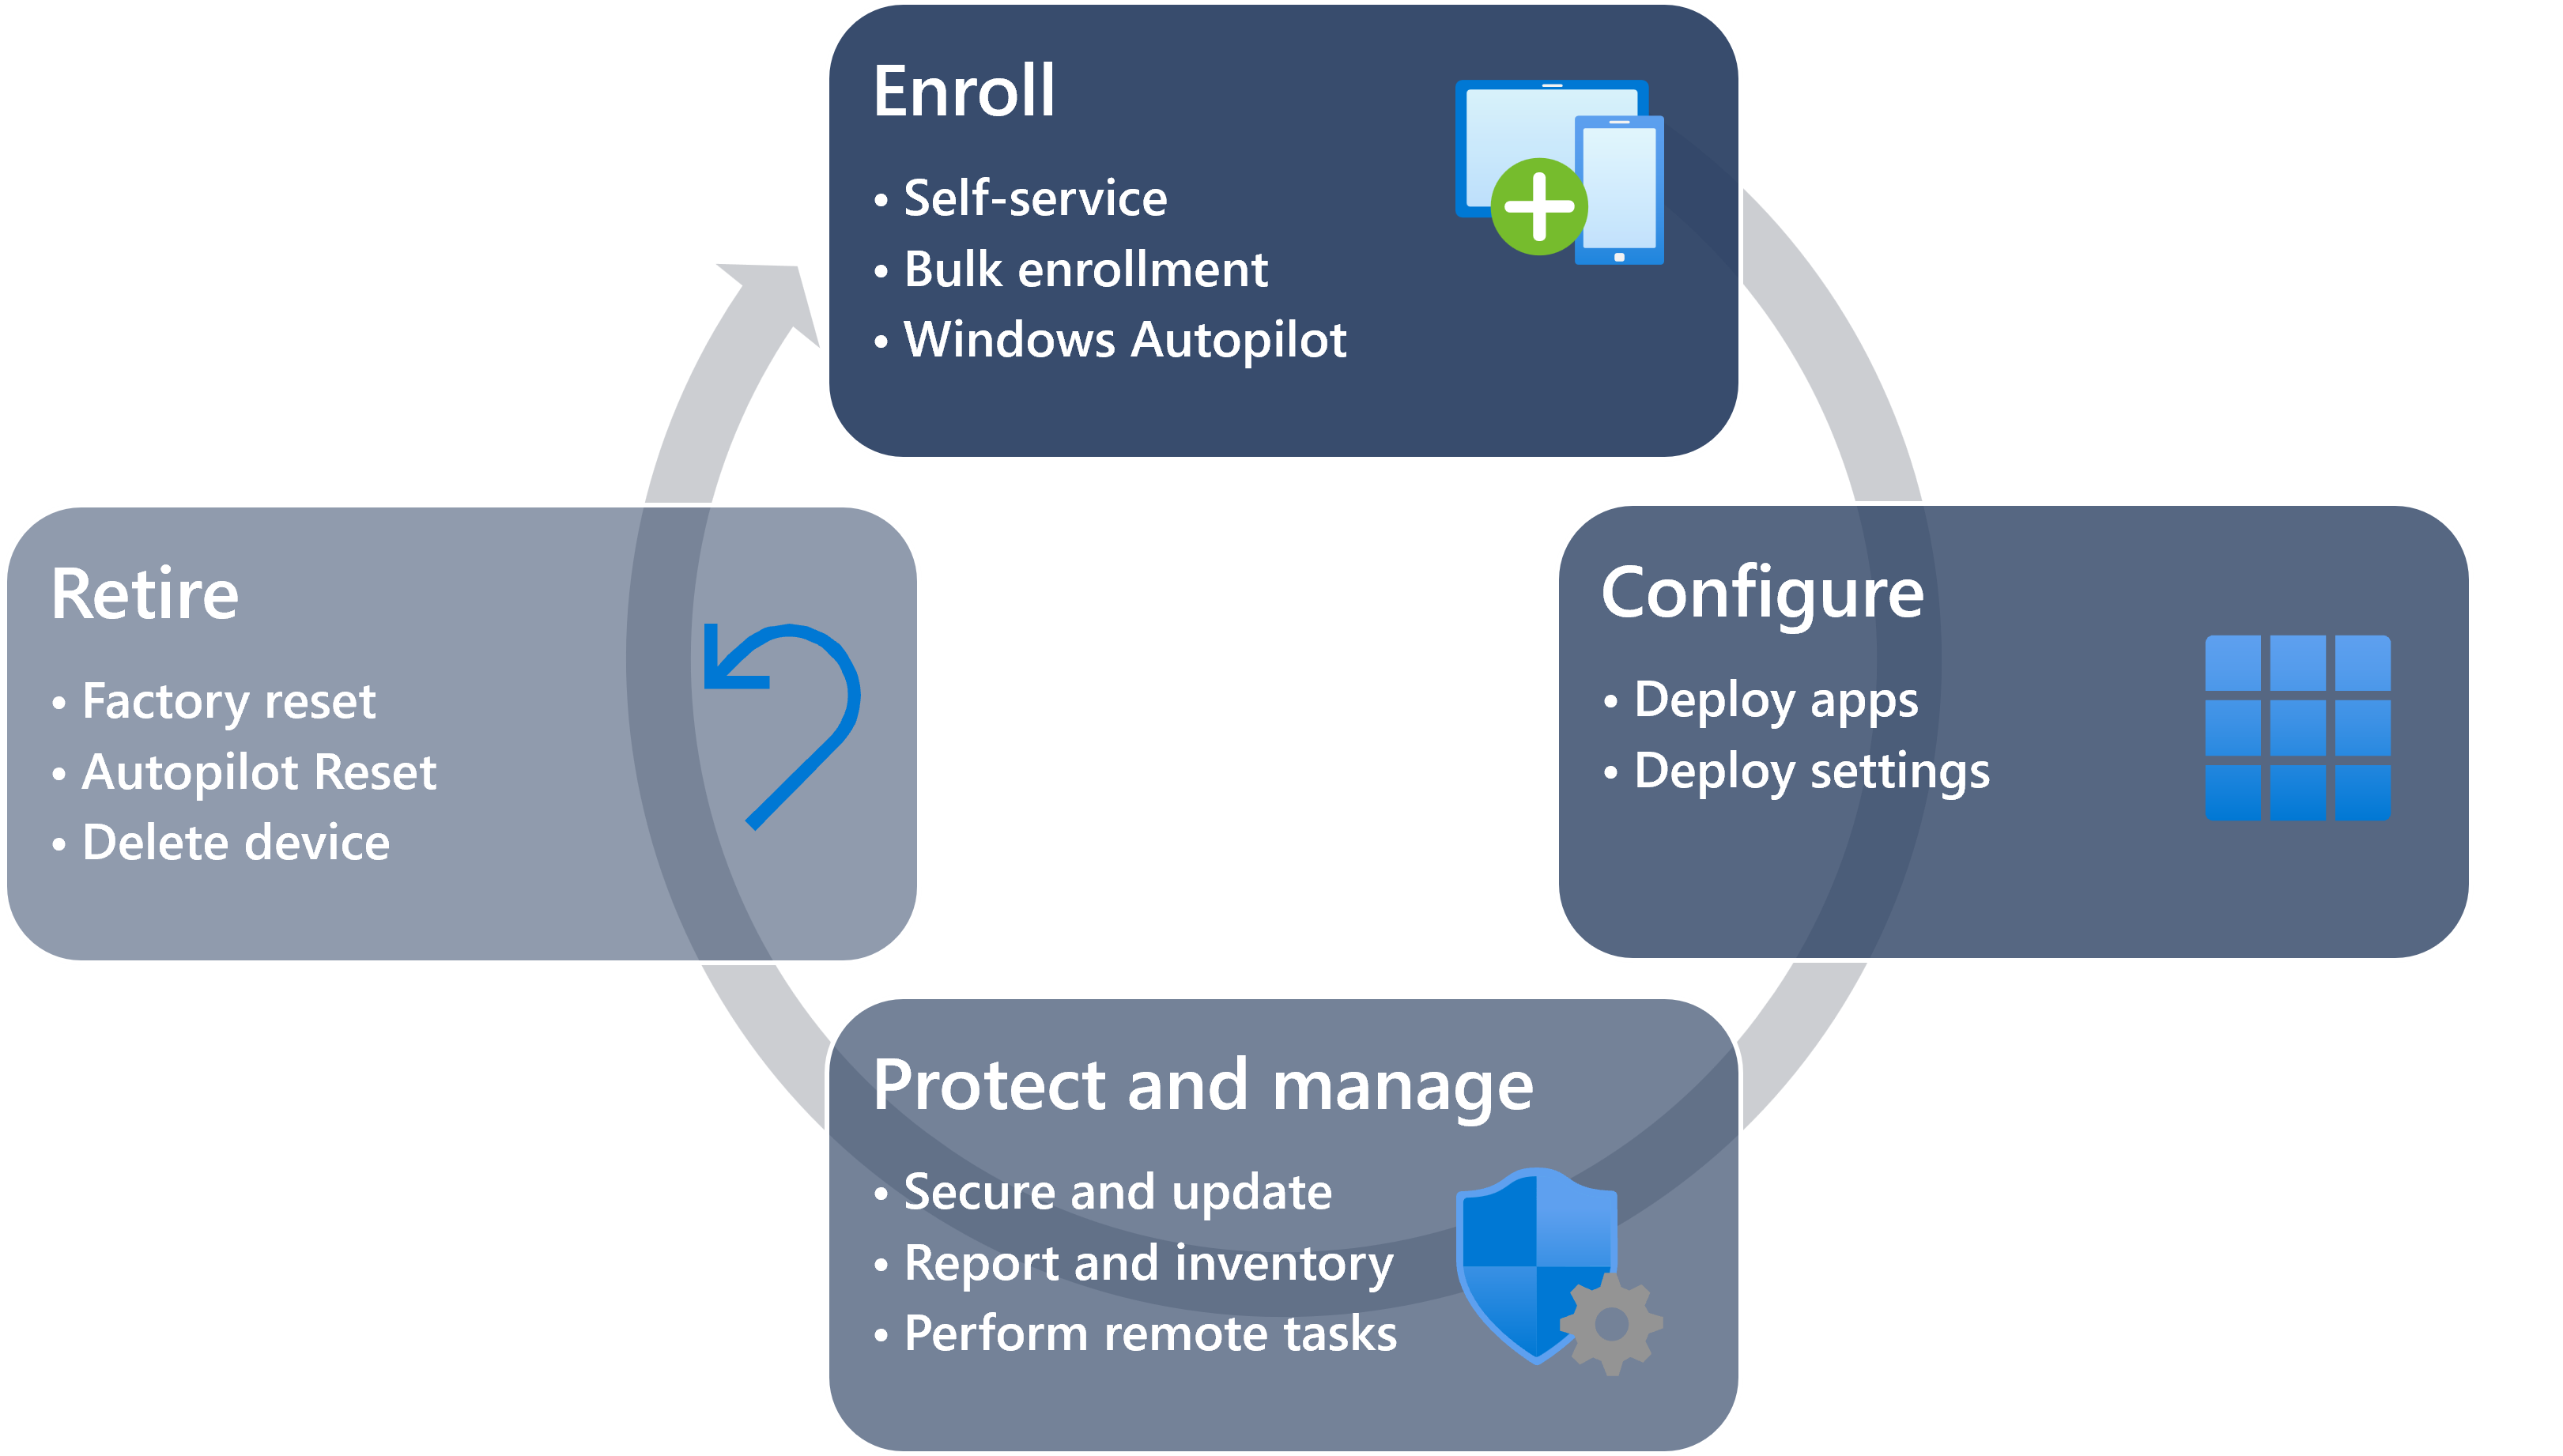 Enroll
• Self-service
• Bulk enrollment
• Windows Autopilot
Configure
• Deploy apps
• Deploy settings
Protect and manage
• Secure and update
• Report and inventory
• Perform remote tasks
Retire
• Factory reset
• Autopilot Reset
• Delete device